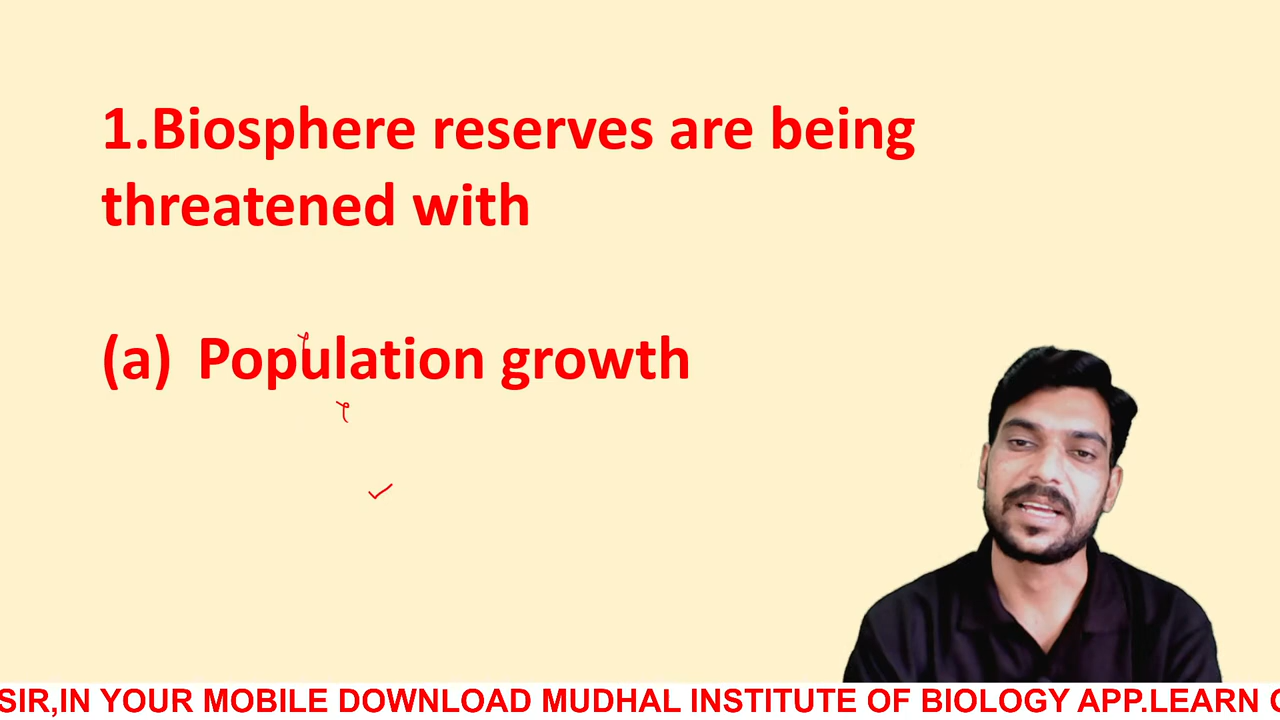 1.Biosphere reserves are being
threatened with
(a) Population growth
SIR,IN YOUR MOBILE DOWNLOAD MUDHAL INSTITUTE OF BIOLOGY APP.LEARN